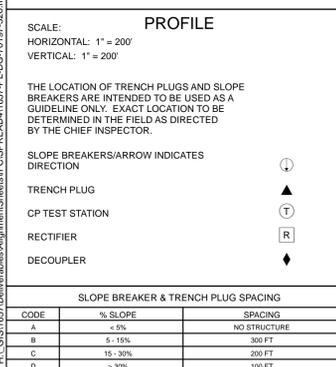 PROFILE
SCALE:
HORIZONTAL: 1" = 200'
VERTICAL: 1" = 200'
THE LOCATION OF TRENCH PLUGS AND SLOPE
BREAKERS ARE INTENDED TO BE USED AS A
GUIDELINE ONLY. EXACT LOCATION TO BE
DETERMINED IN THE FIELD AS DIRECTED
BY THE CHIEF INSPECTOR.
SLOPE BREAKERS/ARROW INDICATES
DIRECTION
TRENCH PLUG
CP TEST STATION T
RECTIFIER R
DECOUPLER
SLOPE BREAKER & TRENCH PLUG SPACING
CODE % SLOPE SPACING
A < 5% NO STRUCTURE
B 5 - 15% 300 FT
C 15 - 30% 200 FT
D > 30% 100 FT